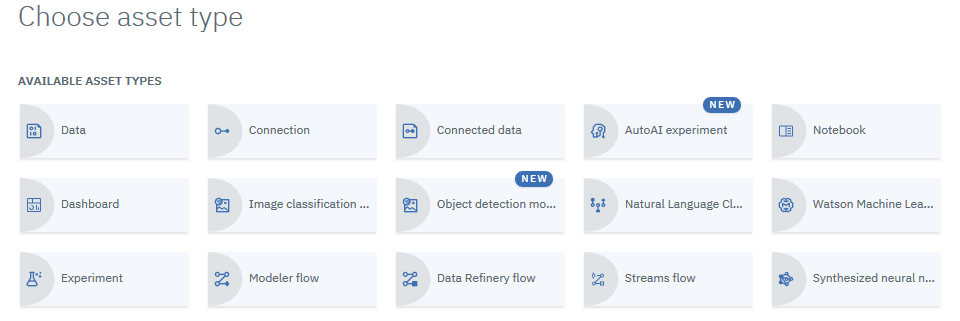 Choose asset type
AVAILABLE ASSET TYPES
NEW
Data
Connection
Connected data
AutoAI experiment
Notebook
NEW
Dashboard
Image classification ...
Object detection mo...
Natural Language Cl...
Watson Machine Lea...
Experiment
Modeler flow
Data Refinery flow
Streams flow
Synthesized neural n...